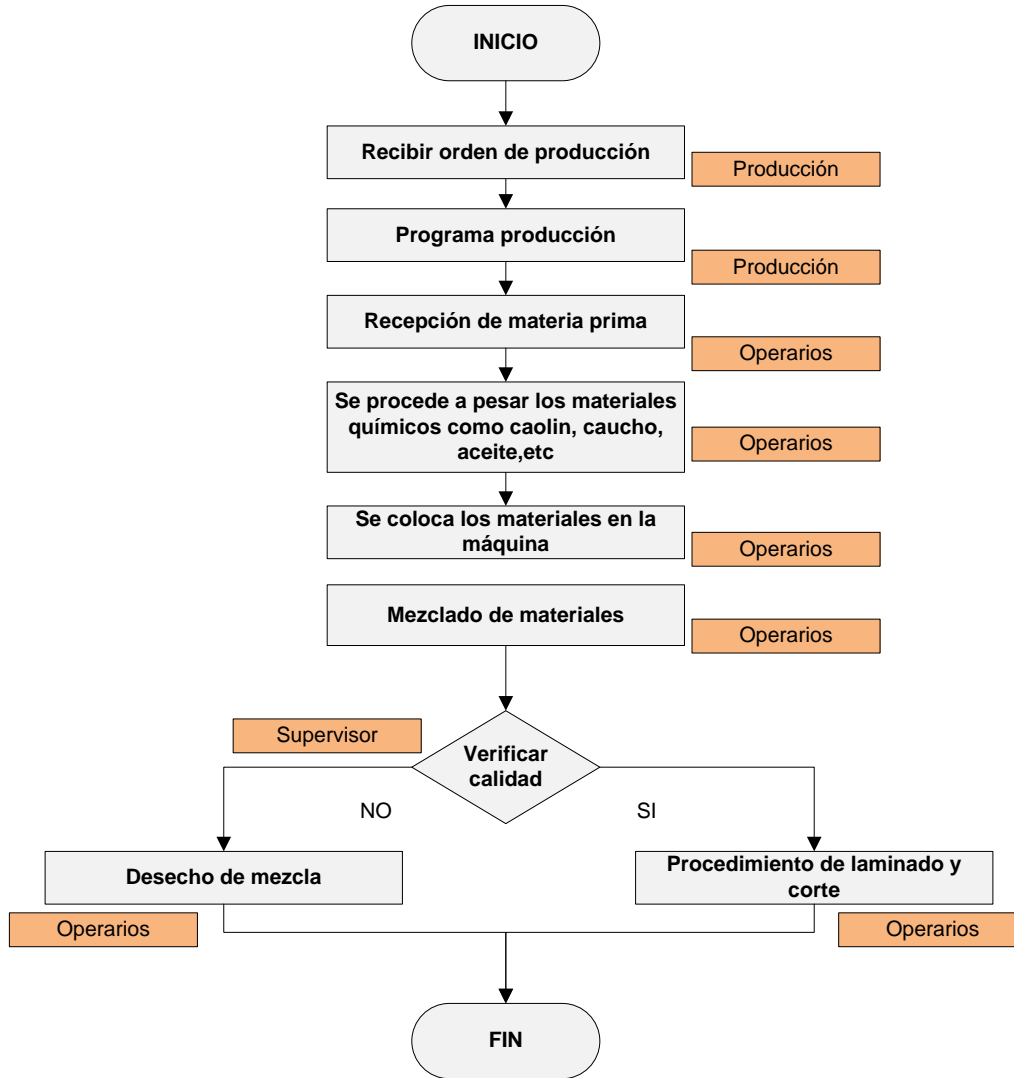 INICIO
Recibir orden de producción
Producción
Programa producción
Producción
Recepción de materia prima
Operarios
Se procede a pesar los materiales
químicos como caolin, caucho,
aceite,etc
Operarios
Se coloca los materiales en la
máquina
Operarios
Mezclado de materiales
Operarios
Supervisor
Verificar
calidad
NO
SI
Desecho de mezcla
Procedimiento de laminado y
corte
Operarios
Operarios
FIN